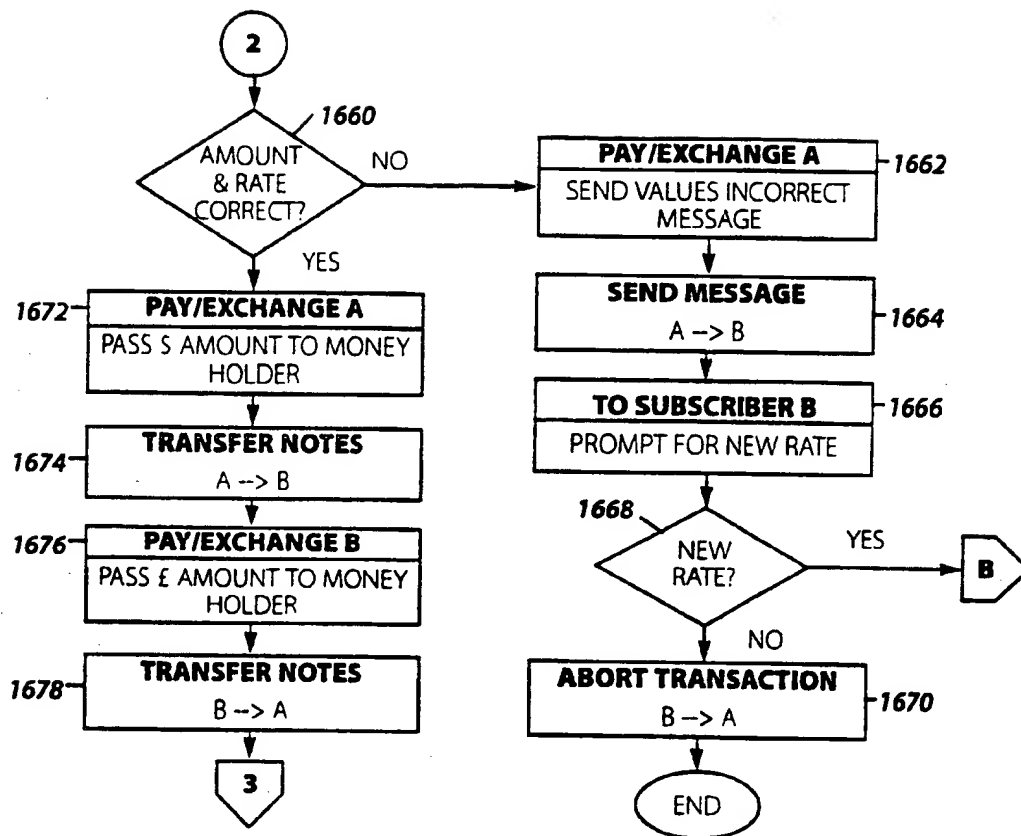 2
1660
AMOUNT
& RATE
CORRECT?
NO
YES
1672
PAY/EXCHANGE A
PASS $ AMOUNT TO MONEY
HOLDER
1674
TRANSFER NOTES
A --> B
1676
PAY/EXCHANGE B
PASS £ AMOUNT TO MONEY
HOLDER
1678
TRANSFER NOTES
B --> A
3
PAY/EXCHANGE A
1662
SEND VALUES INCORRECT
MESSAGE
SEND MESSAGE
1664
A --> B
TO SUBSCRIBER B
1666
PROMPT FOR NEW RATE
1668
NEW
RATE?
YES
B
NO
ABORT TRANSACTION
1670
B --> A
END